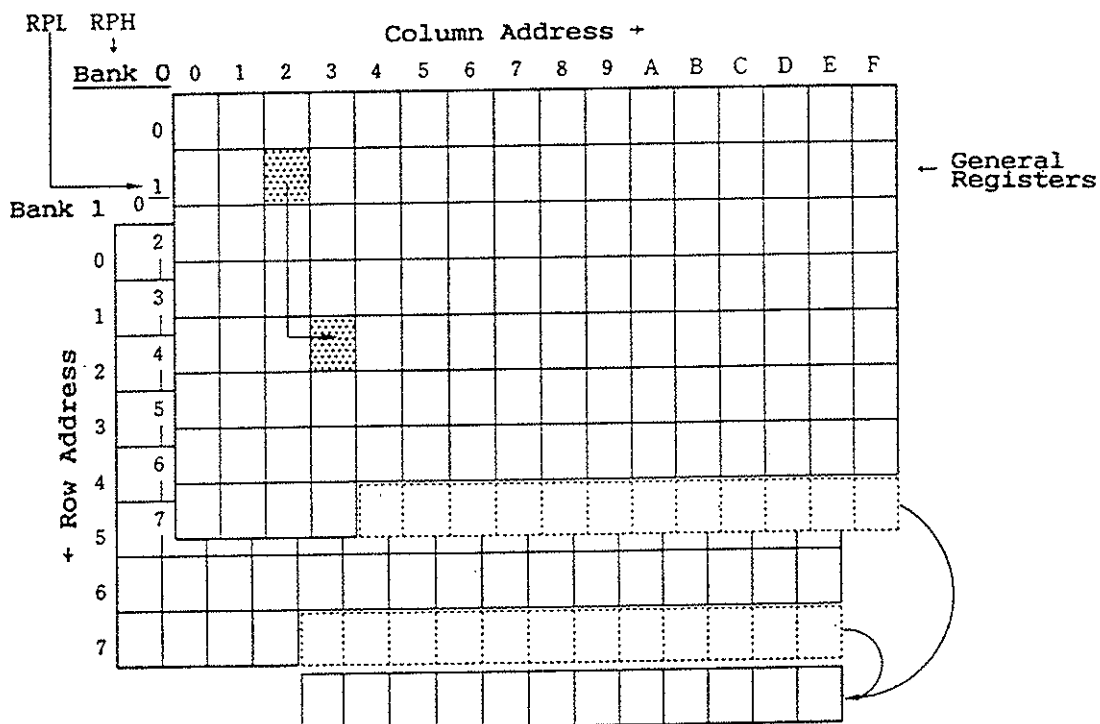 RPL RPH
↓
Column Address →
Bank 0 0 1 2 3 4 5 6 7 8 9 A B C D E F
0
1
← General
Registers
0
Bank 1
2
0
3
1
4
2
5
3
6
4
7
5
6
7
← Row Address